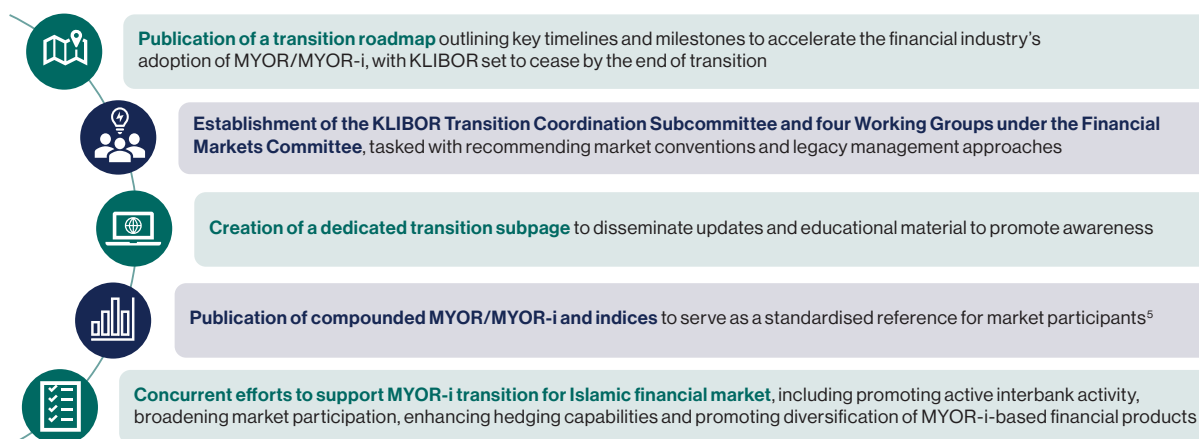 Publication of a transition roadmap outlining key timelines and milestones to accelerate the financial industry's
adoption of MYOR/MYOR-i, with KLIBOR set to cease by the end of transition
Establishment of the KLIBOR Transition Coordination Subcommittee and four Working Groups under the Financial
Markets Committee, tasked with recommending market conventions and legacy management approaches
Creation of a dedicated transition subpage to disseminate updates and educational material to promote awareness
Publication of compounded MYOR/MYOR-i and indices to serve as a standardised reference for market participants⁵
Concurrent efforts to support MYOR-i transition for Islamic financial market, including promoting active interbank activity,
broadening market participation, enhancing hedging capabilities and promoting diversification of MYOR-i-based financial products